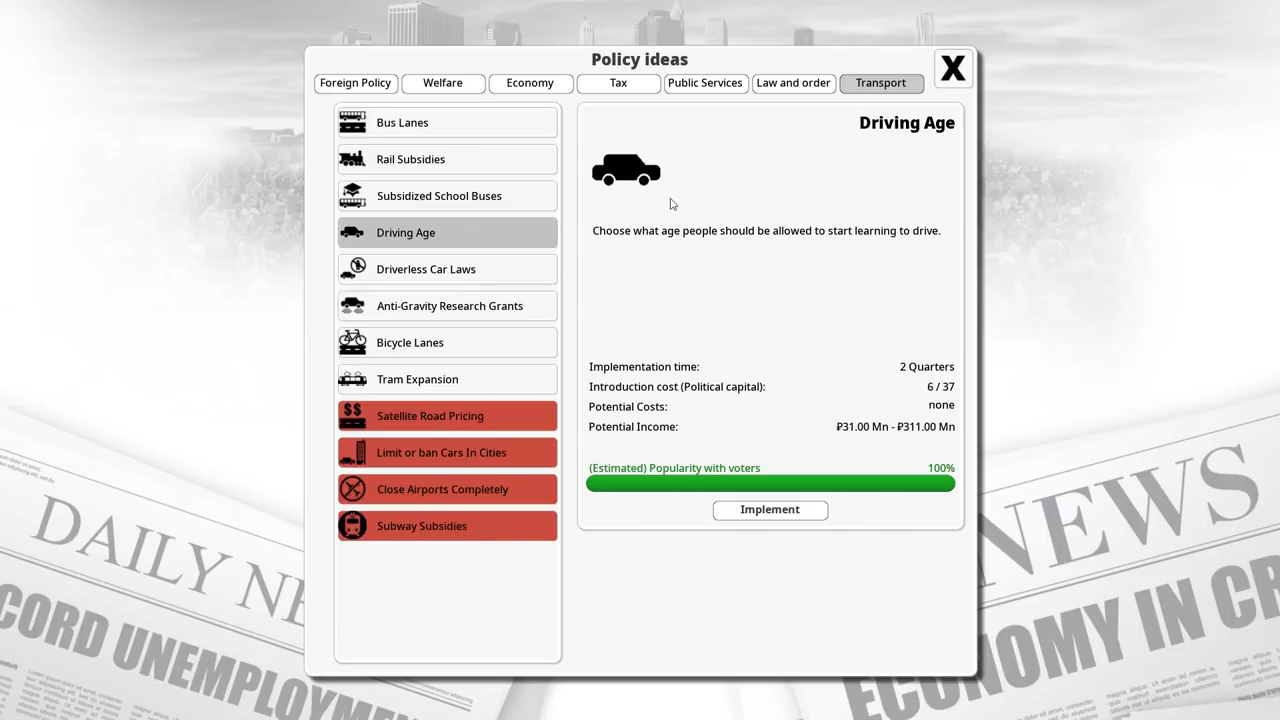 Policy ideas
X
Foreign Policy
Welfare
Economy
Tax
Public Services
Law and order
Transport
Bus Lanes
Rail Subsidies
Subsidized School Buses
Driving Age
Driverless Car Laws
Anti-Gravity Research Grants
Bicycle Lanes
Tram Expansion
$$ Satellite Road Pricing
Limit or ban Cars In Cities
Close Airports Completely
Subway Subsidies
Driving Age
Choose what age people should be allowed to start learning to drive.
Implementation time: 2 Quarters
Introduction cost (Political capital): 6 / 37
Potential Costs: none
Potential Income: ₽31.00 Mn - ₽311.00 Mn
(Estimated) Popularity with voters 100%
Implement
DAILY NE
CORD UNEMPLOYM
NEWS
ECONOMY IN CR